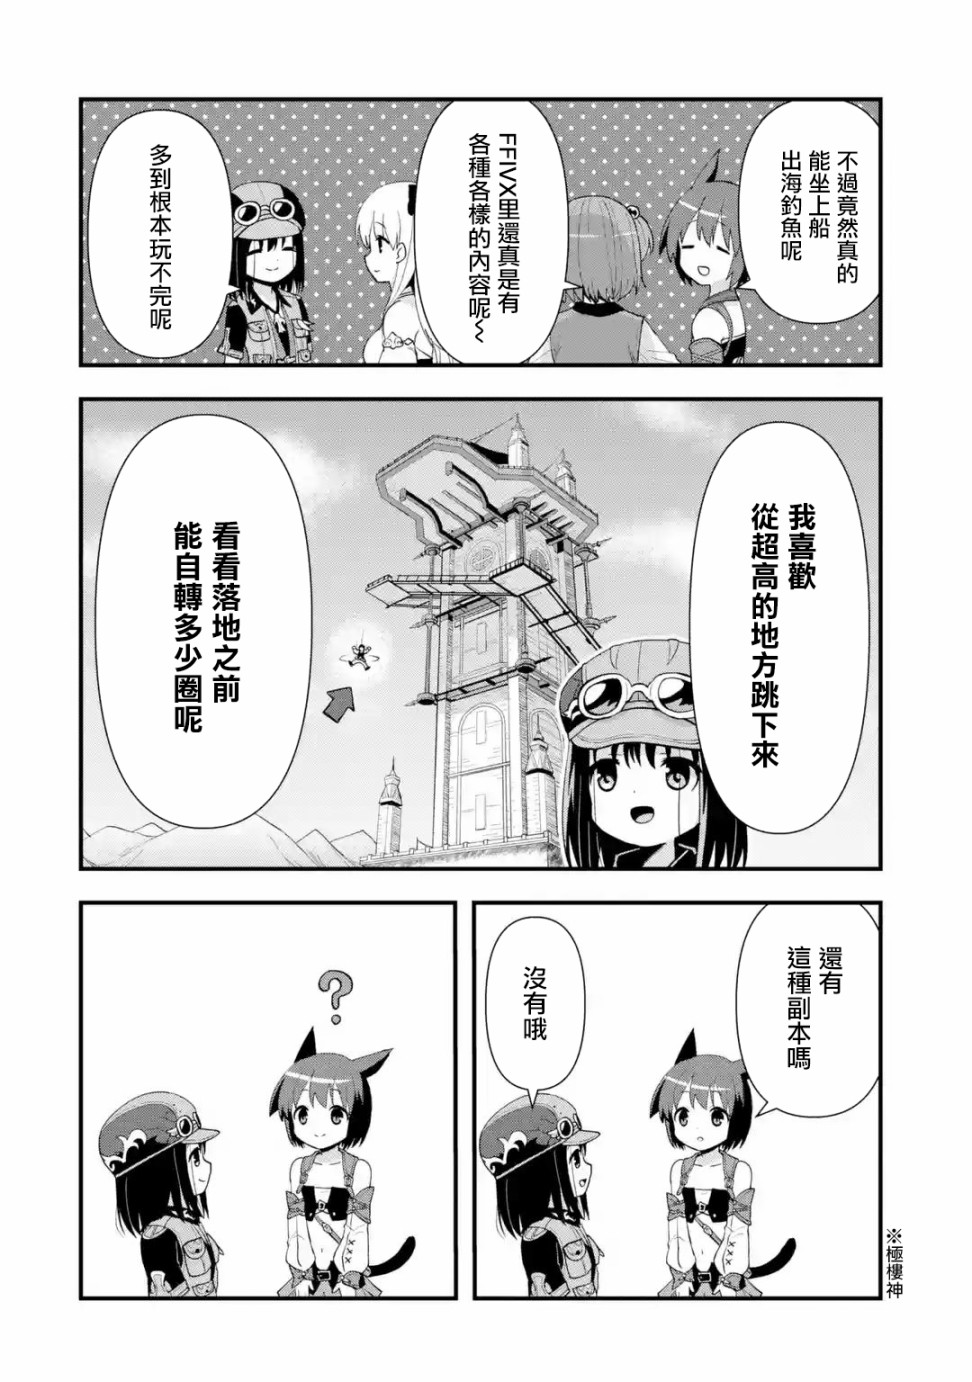 不過竟然真的
能坐上船
出海釣魚呢
FFIVX里還真是有
各種各樣的內容呢~
多到根本玩不完呢
我喜歡
從超高的地方跳下來
看看落地之前
能自轉多少圈呢
還有
這種副本嗎
沒有哦
?
※極樓神